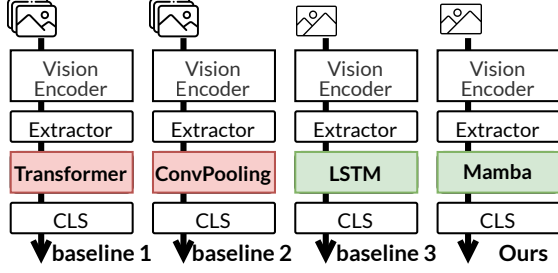 Vision Encoder
Extractor
Transformer
CLS
baseline 1
Vision Encoder
Extractor
ConvPooling
CLS
baseline 2
Vision Encoder
Extractor
LSTM
CLS
baseline 3
Vision Encoder
Extractor
Mamba
CLS
Ours